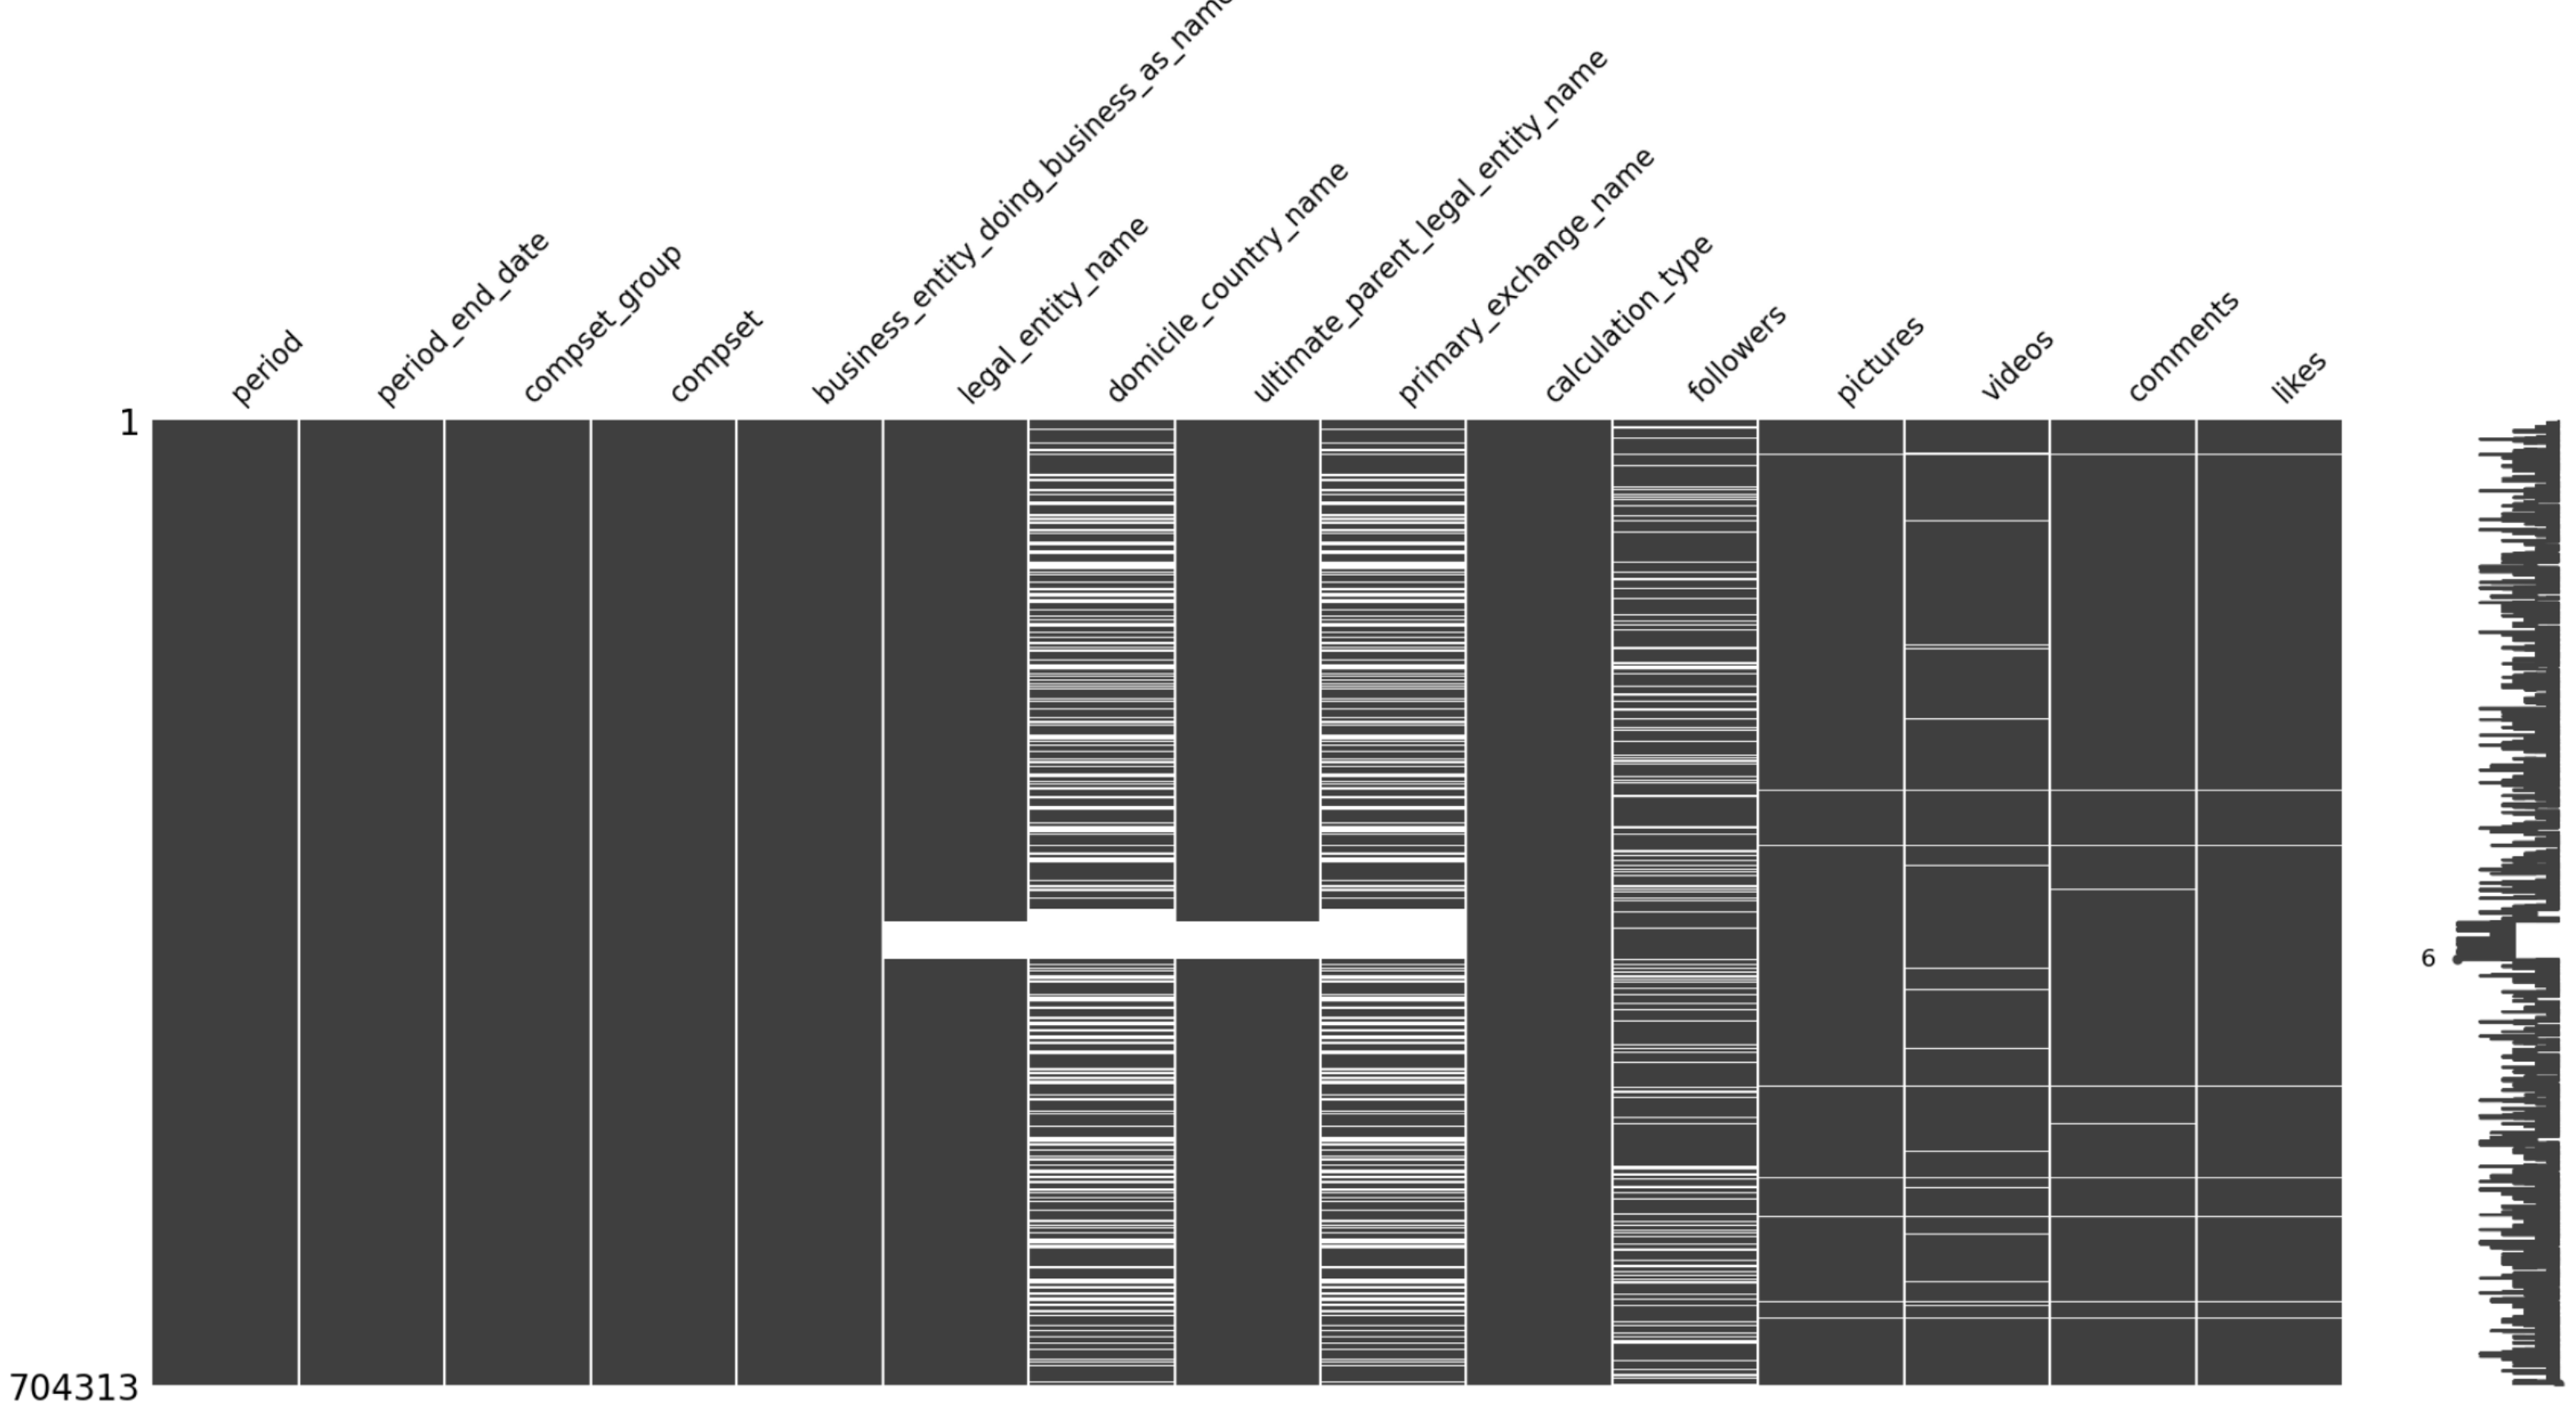 period
period_end_date
compset_group
compset
business_entity_doing_business_as_name
legal_entity_name
domicile_country_name
ultimate_parent_legal_entity_name
primary_exchange_name
calculation_type
followers
pictures
videos
comments
likes
1
6
704313